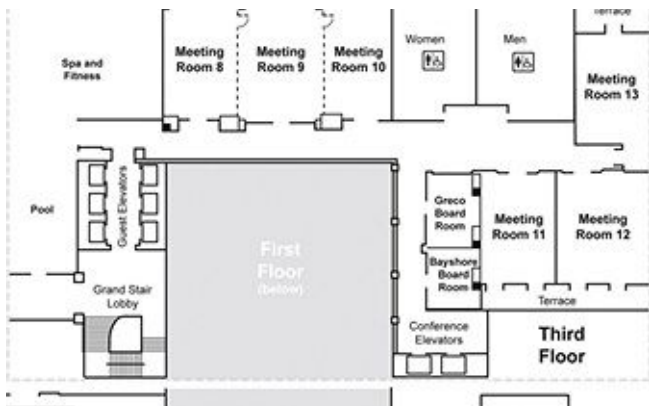 Terrace
Women
Men
Meeting
Room 8
Meeting
Room 9
Meeting
Room 10
Spa and
Fitness
Meeting
Room 13
Guest Elevators
Pool
Greco
Board
Room
Meeting
Room 11
Meeting
Room 12
First
Floor
(below)
Bayshore
Board
Room
Grand Stair
Lobby
Terrace
Conference
Elevators
Third
Floor